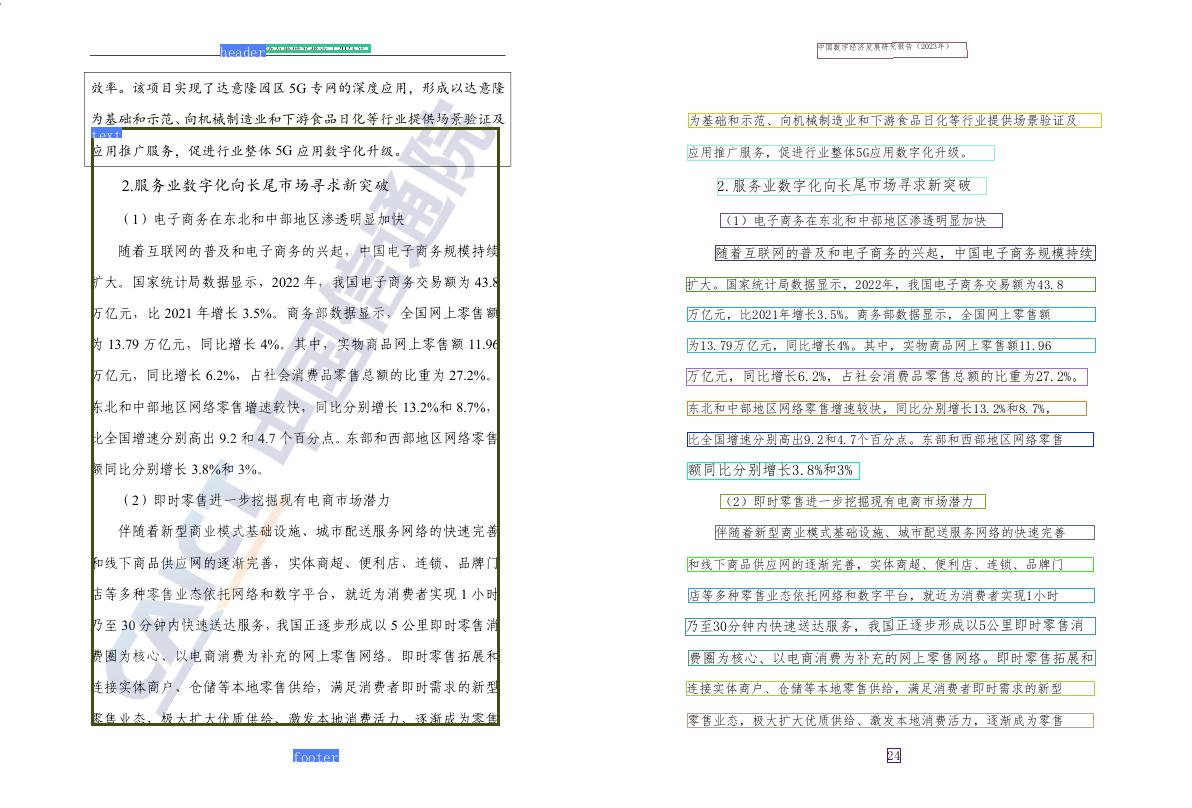 header
效率。该项目实现了达意隆园区 5G 专网的深度应用，形成以达意隆
为基础和示范、向机械制造业和下游食品日化等行业提供场景验证及
text
应用推广服务，促进行业整体 5G 应用数字化升级。
2.服务业数字化向长尾市场寻求新突破
（1）电子商务在东北和中部地区渗透明显加快
随着互联网的普及和电子商务的兴起，中国电子商务规模持续
扩大。国家统计局数据显示，2022 年，我国电子商务交易额为 43.8
万亿元，比 2021 年增长 3.5%。商务部数据显示，全国网上零售额
为 13.79 万亿元，同比增长 4%。其中，实物商品网上零售额 11.96
万亿元，同比增长 6.2%，占社会消费品零售总额的比重为 27.2%。
东北和中部地区网络零售增速较快，同比分别增长 13.2%和 8.7%，
比全国增速分别高出 9.2 和 4.7 个百分点。东部和西部地区网络零售
额同比分别增长 3.8%和 3%。
（2）即时零售进一步挖掘现有电商市场潜力
伴随着新型商业模式基础设施、城市配送服务网络的快速完善
和线下商品供应网的逐渐完善，实体商超、便利店、连锁、品牌门
店等多种零售业态依托网络和数字平台，就近为消费者实现 1 小时
乃至 30 分钟内快速送达服务，我国正逐步形成以 5 公里即时零售消
费圈为核心、以电商消费为补充的网上零售网络。即时零售拓展和
连接实体商户、仓储等本地零售供给，满足消费者即时需求的新型
零售业态，极大扩大优质供给、激发本地消费活力，逐渐成为零售
footer
CAICT 中国信通院
中国数字经济发展研究报告（2023年）
为基础和示范、向机械制造业和下游食品日化等行业提供场景验证及
应用推广服务，促进行业整体5G应用数字化升级。
2.服务业数字化向长尾市场寻求新突破
（1）电子商务在东北和中部地区渗透明显加快
随着互联网的普及和电子商务的兴起，中国电子商务规模持续
扩大。国家统计局数据显示，2022年，我国电子商务交易额为43.8
万亿元，比2021年增长3.5%。商务部数据显示，全国网上零售额
为13.79万亿元，同比增长4%。其中，实物商品网上零售额11.96
万亿元，同比增长6.2%，占社会消费品零售总额的比重为27.2%。
东北和中部地区网络零售增速较快，同比分别增长13.2%和8.7%，
比全国增速分别高出9.2和4.7个百分点。东部和西部地区网络零售
额同比分别增长3.8%和3%
（2）即时零售进一步挖掘现有电商市场潜力
伴随着新型商业模式基础设施、城市配送服务网络的快速完善
和线下商品供应网的逐渐完善，实体商超、便利店、连锁、品牌门
店等多种零售业态依托网络和数字平台，就近为消费者实现1小时
乃至30分钟内快速送达服务，我国正逐步形成以5公里即时零售消
费圈为核心、以电商消费为补充的网上零售网络。即时零售拓展和
连接实体商户、仓储等本地零售供给，满足消费者即时需求的新型
零售业态，极大扩大优质供给、激发本地消费活力，逐渐成为零售
24